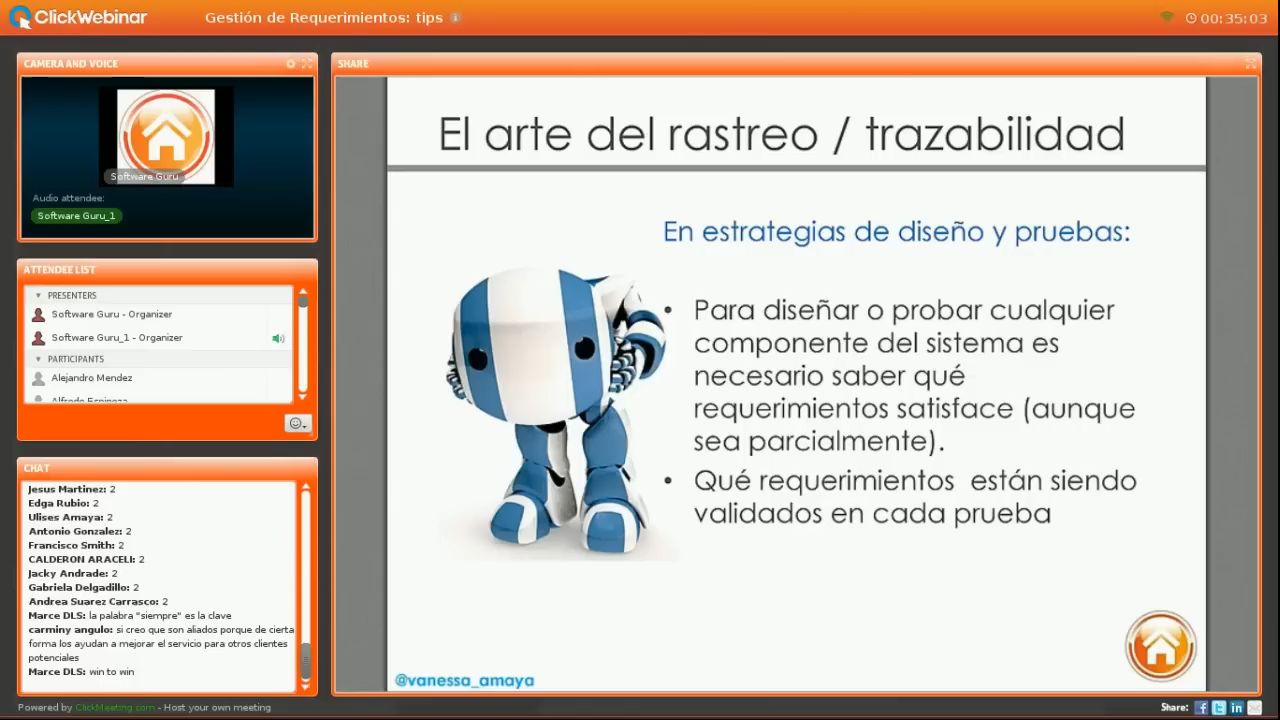 ClickWebinar
Gestión de Requerimientos: tips
00:35:03
CAMERA AND VOICE
Software Guru
Audio attendee:
Software Guru_1
ATTENDEE LIST
PRESENTERS
Software Guru - Organizer
Software Guru_1 - Organizer
PARTICIPANTS
Alejandro Mendez
Alfredo Espinoza
CHAT
Jesus Martinez: 2
Edga Rubio: 2
Ulises Amaya: 2
Antonio Gonzalez: 2
Francisco Smith: 2
CALDERON ARACELI: 2
Jacky Andrade: 2
Gabriela Delgadillo: 2
Andrea Suarez Carrasco: 2
Marce DLS: la palabra "siempre" es la clave
carminy angulo: si creo que son aliados porque de cierta
forma los ayudan a mejorar el servicio para otros clientes
potenciales
Marce DLS: win to win
SHARE
El arte del rastreo / trazabilidad
En estrategias de diseño y pruebas:
• Para diseñar o probar cualquier
componente del sistema es
necesario saber qué
requerimientos satisface (aunque
sea parcialmente).
• Qué requerimientos están siendo
validados en cada prueba
@vanessa_amaya
Powered by ClickMeeting.com - Host your own meeting
Share: